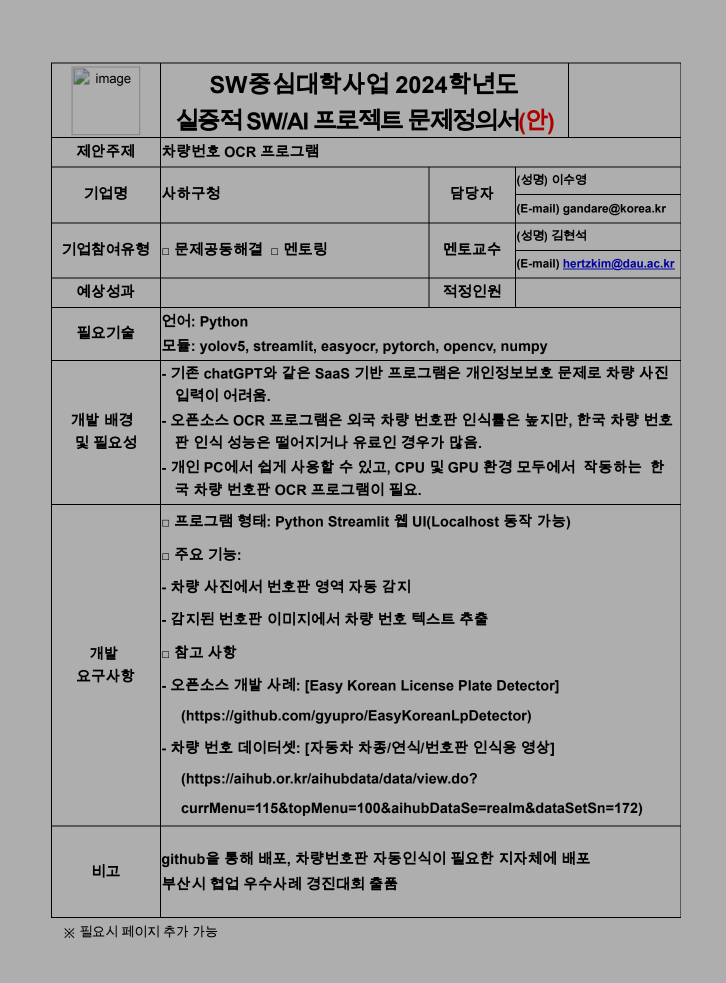 image
SW중심대학사업 2024학년도
실증적 SW/AI 프로젝트 문제정의서(안)
제안주제
차량번호 OCR 프로그램
기업명
사하구청
담당자
(성명) 이수영
(E-mail) gandare@korea.kr
기업참여유형
□ 문제공동해결 □ 멘토링
멘토교수
(성명) 김현석
(E-mail) hertzkim@dau.ac.kr
예상성과
적정인원
필요기술
언어: Python
모듈: yolov5, streamlit, easyocr, pytorch, opencv, numpy
개발 배경
및 필요성
- 기존 chatGPT와 같은 SaaS 기반 프로그램은 개인정보보호 문제로 차량 사진
입력이 어려움.
- 오픈소스 OCR 프로그램은 외국 차량 번호판 인식률은 높지만, 한국 차량 번호
판 인식 성능은 떨어지거나 유료인 경우가 많음.
- 개인 PC에서 쉽게 사용할 수 있고, CPU 및 GPU 환경 모두에서 작동하는 한
국 차량 번호판 OCR 프로그램이 필요.
개발
요구사항
□ 프로그램 형태: Python Streamlit 웹 UI(Localhost 동작 가능)
□ 주요 기능:
- 차량 사진에서 번호판 영역 자동 감지
- 감지된 번호판 이미지에서 차량 번호 텍스트 추출
□ 참고 사항
- 오픈소스 개발 사례: [Easy Korean License Plate Detector]
(https://github.com/gyupro/EasyKoreanLpDetector)
- 차량 번호 데이터셋: [자동차 차종/연식/번호판 인식용 영상]
(https://aihub.or.kr/aihubdata/data/view.do?
currMenu=115&topMenu=100&aihubDataSe=realm&dataSetSn=172)
비고
github을 통해 배포, 차량번호판 자동인식이 필요한 지자체에 배포
부산시 협업 우수사례 경진대회 출품
※ 필요시 페이지 추가 가능